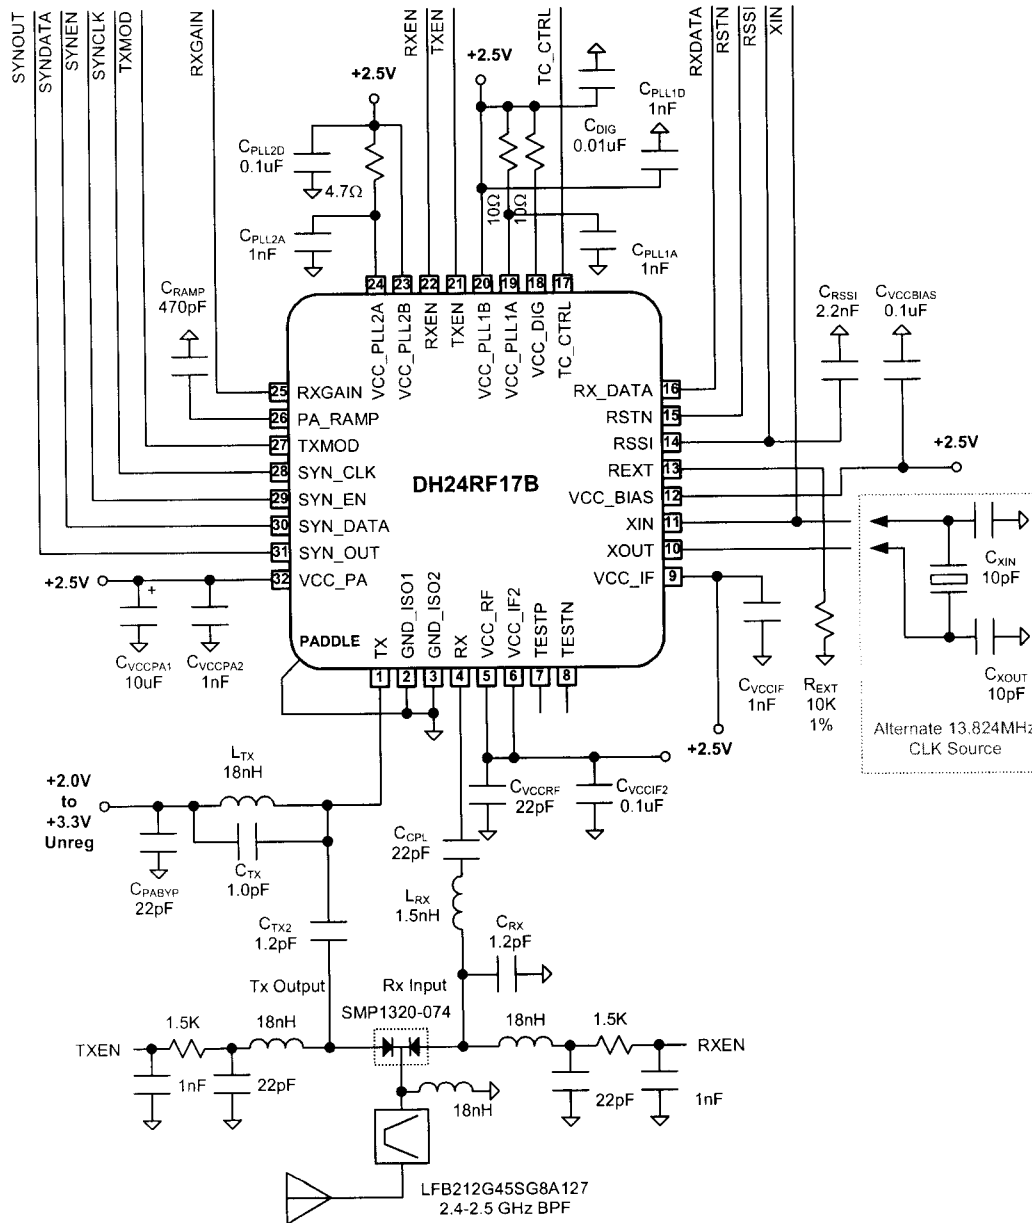 SYNOUT
SYNDATA
SYNEN
SYNCLK
TXMOD
RXGAIN
RXEN
TXEN
TC_CTRL
RXDATA
RSTN
RSSI
XIN
+2.5V
+2.5V
CPLL2D
0.1uF
4.7Ω
CPLL2A
1nF
10Ω
10Ω
CDIG
0.01uF
CPLL1D
1nF
CPLL1A
1nF
CRAMP
470pF
CRSSI
2.2nF
CVCCBIAS
0.1uF
24 23 22 21 20 19 18 17
VCC_PLL2A
VCC_PLL2B
RXEN
TXEN
VCC_PLL1B
VCC_PLL1A
VCC_DIG
TC_CTRL
25 RXGAIN
26 PA_RAMP
27 TXMOD
28 SYN_CLK
29 SYN_EN
30 SYN_DATA
31 SYN_OUT
32 VCC_PA
DH24RF17B
RX_DATA 16
RSTN 15
RSSI 14
REXT 13
VCC_BIAS 12
XIN 11
XOUT 10
VCC_IF 9
+2.5V
+2.5V
+
CVCCPA1
10uF
CVCCPA2
1nF
PADDLE
TX
GND_ISO1
GND_ISO2
RX
VCC_RF
VCC_IF2
TESTP
TESTN
1 2 3 4 5 6 7 8
CVCCIF
1nF
REXT
10K
1%
CXIN
10pF
CXOUT
10pF
Alternate 13.824MHz
CLK Source
+2.5V
LTX
18nH
+2.0V
to
+3.3V
Unreg
CPABYP
22pF
CTX
1.0pF
CTX2
1.2pF
CVCCRF
22pF
CVCCIF2
0.1uF
CCPL
22pF
LRX
1.5nH
CRX
1.2pF
Tx Output
Rx Input
SMP1320-074
TXEN
1.5K
18nH
1nF
22pF
18nH
1.5K
RXEN
22pF
1nF
18nH
LFB212G45SG8A127
2.4-2.5 GHz BPF